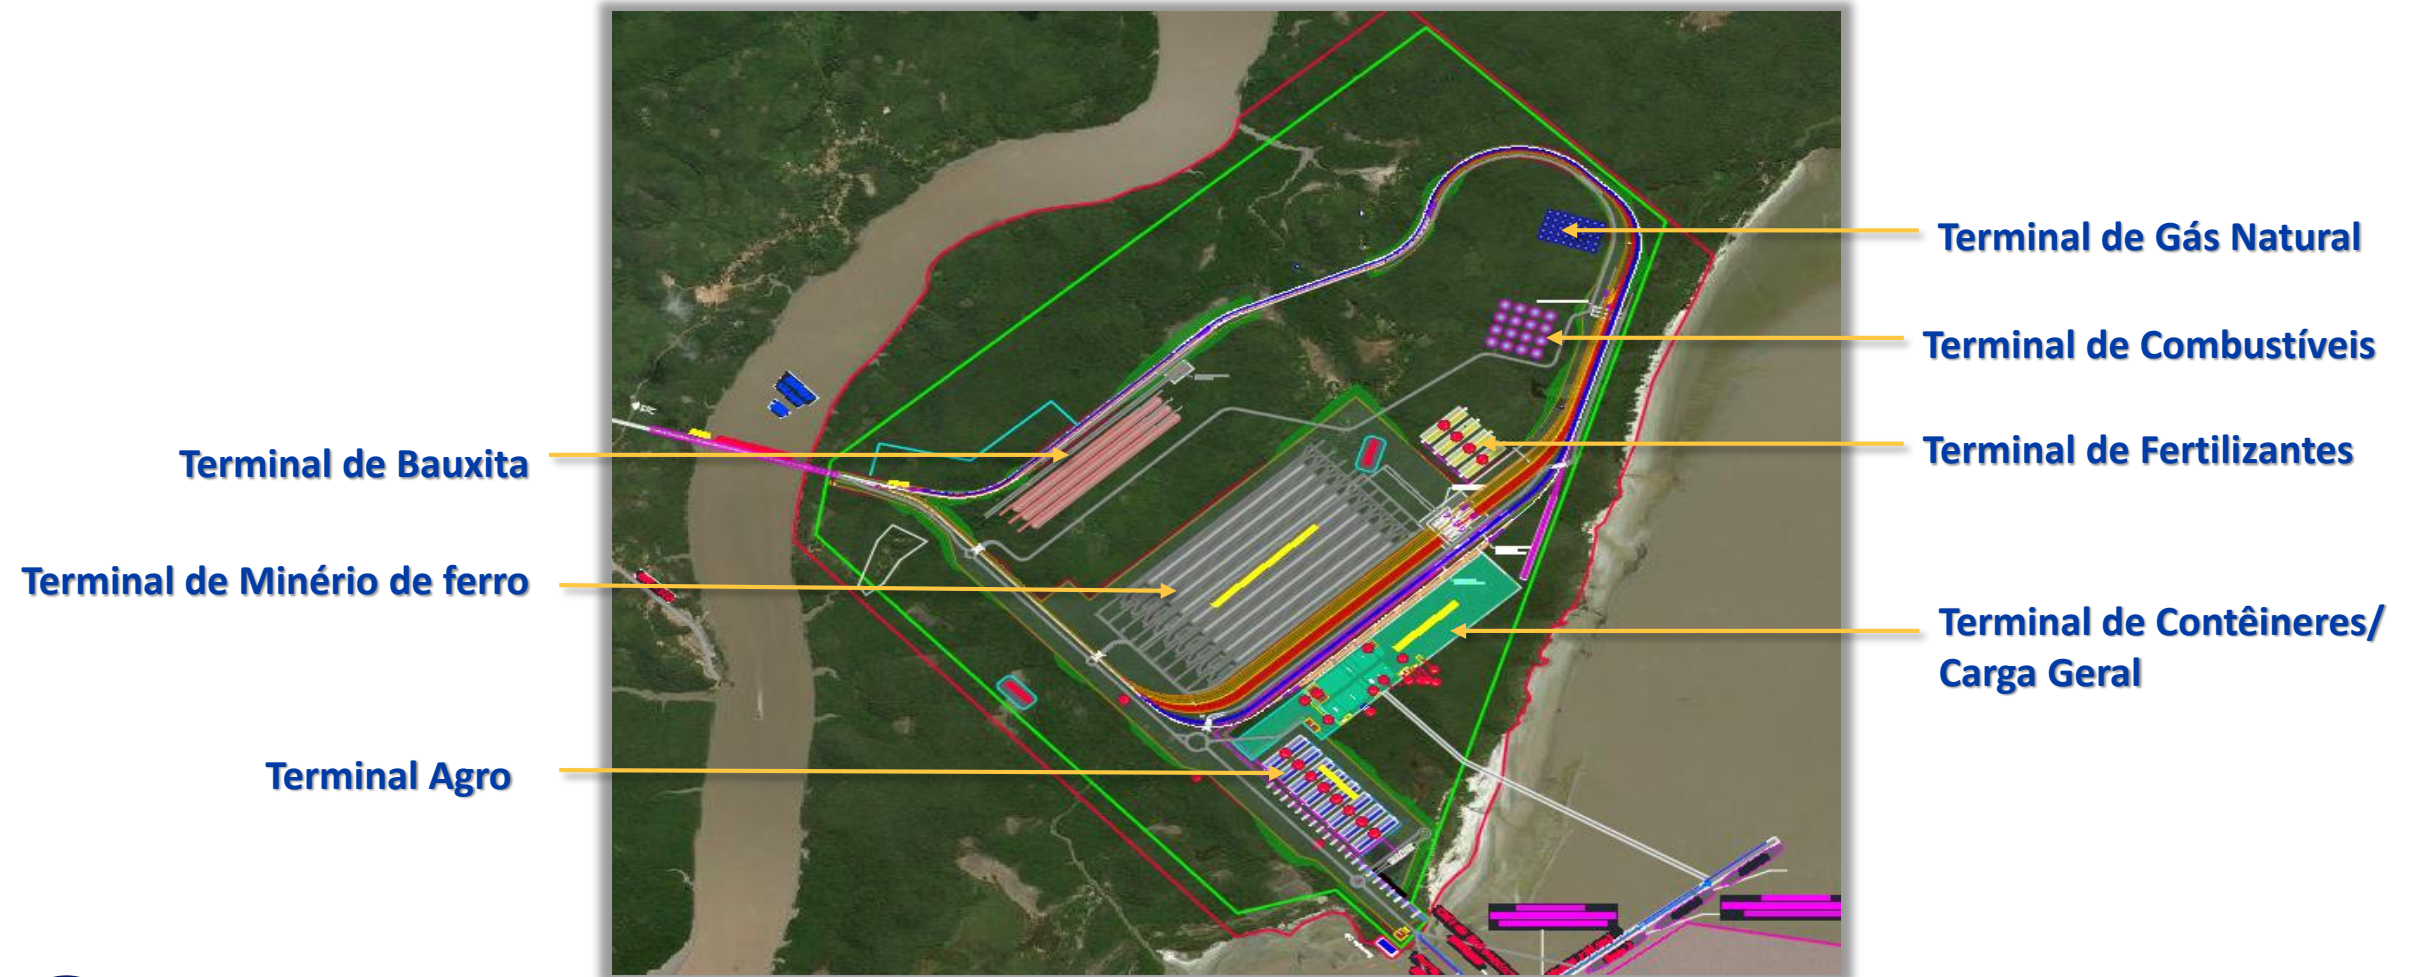 Terminal de Gás Natural
Terminal de Combustíveis
Terminal de Bauxita
Terminal de Fertilizantes
Terminal de Minério de ferro
Terminal de Contêineres/
Carga Geral
Terminal Agro